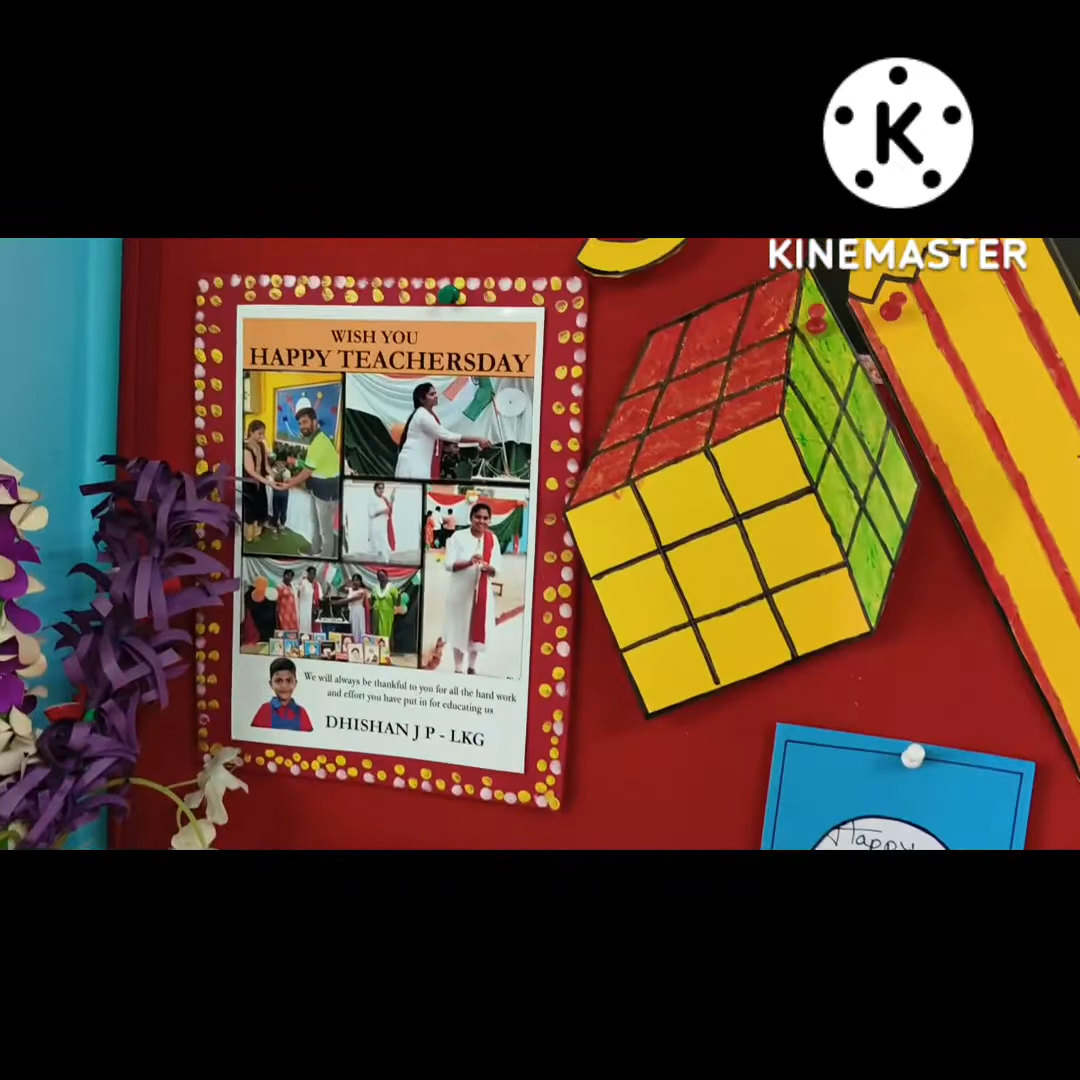 K
KINEMASTER
WISH YOU
HAPPY TEACHERSDAY
We will always be thankful to you for all the hard work
and effort you have put in for educating us
DHISHAN J P - LKG
Happy